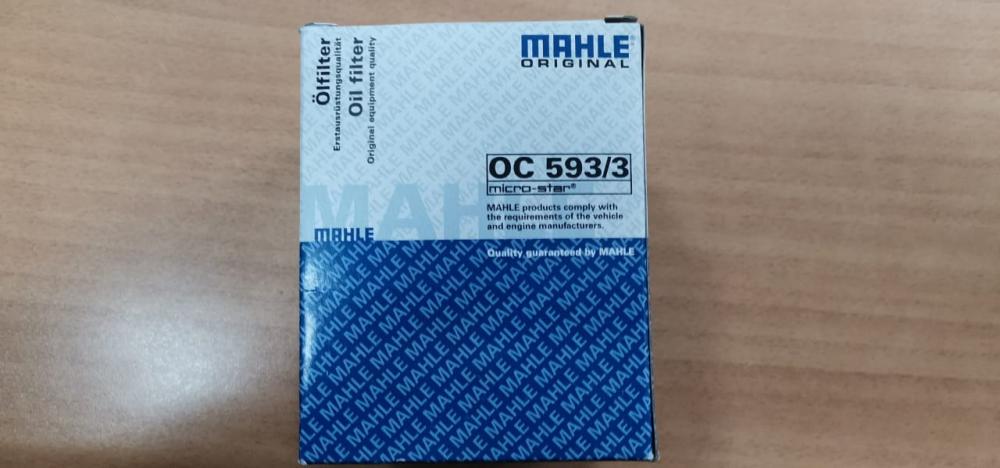 Ölfilter
Erstausrüstungsqualität
Oil filter
Original equipment quality
MAHLE
ORIGINAL
OC 593/3
micro-star®
MAHLE products comply with
the requirements of the vehicle
and engine manufacturers.
MAHLE
MAHLE
Quality guaranteed by MAHLE